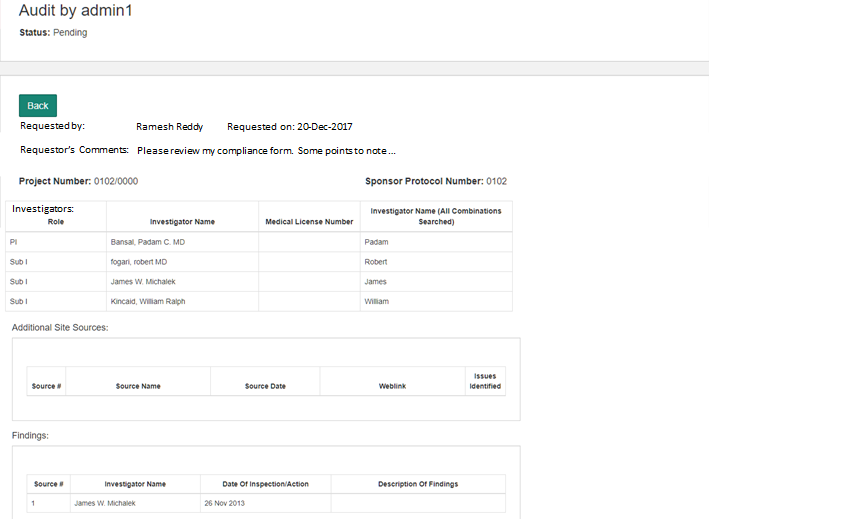 Audit by admin1
Status: Pending
Back
Requested by: Ramesh Reddy Requested on: 20-Dec-2017
Requestor's Comments: Please review my compliance form. Some points to note...
Project Number: 0102/0000 Sponsor Protocol Number: 0102
Investigators:
Role Investigator Name Medical License Number Investigator Name (All Combinations Searched)
PI Bansal, Padam C. MD Padam
Sub I fogari, robert MD Robert
Sub I James W. Michalek James
Sub I Kincaid, William Ralph William
Additional Site Sources:
Source # Source Name Source Date Weblink Issues Identified
Findings:
Source # Investigator Name Date Of Inspection/Action Description Of Findings
1 James W. Michalek 26 Nov 2013